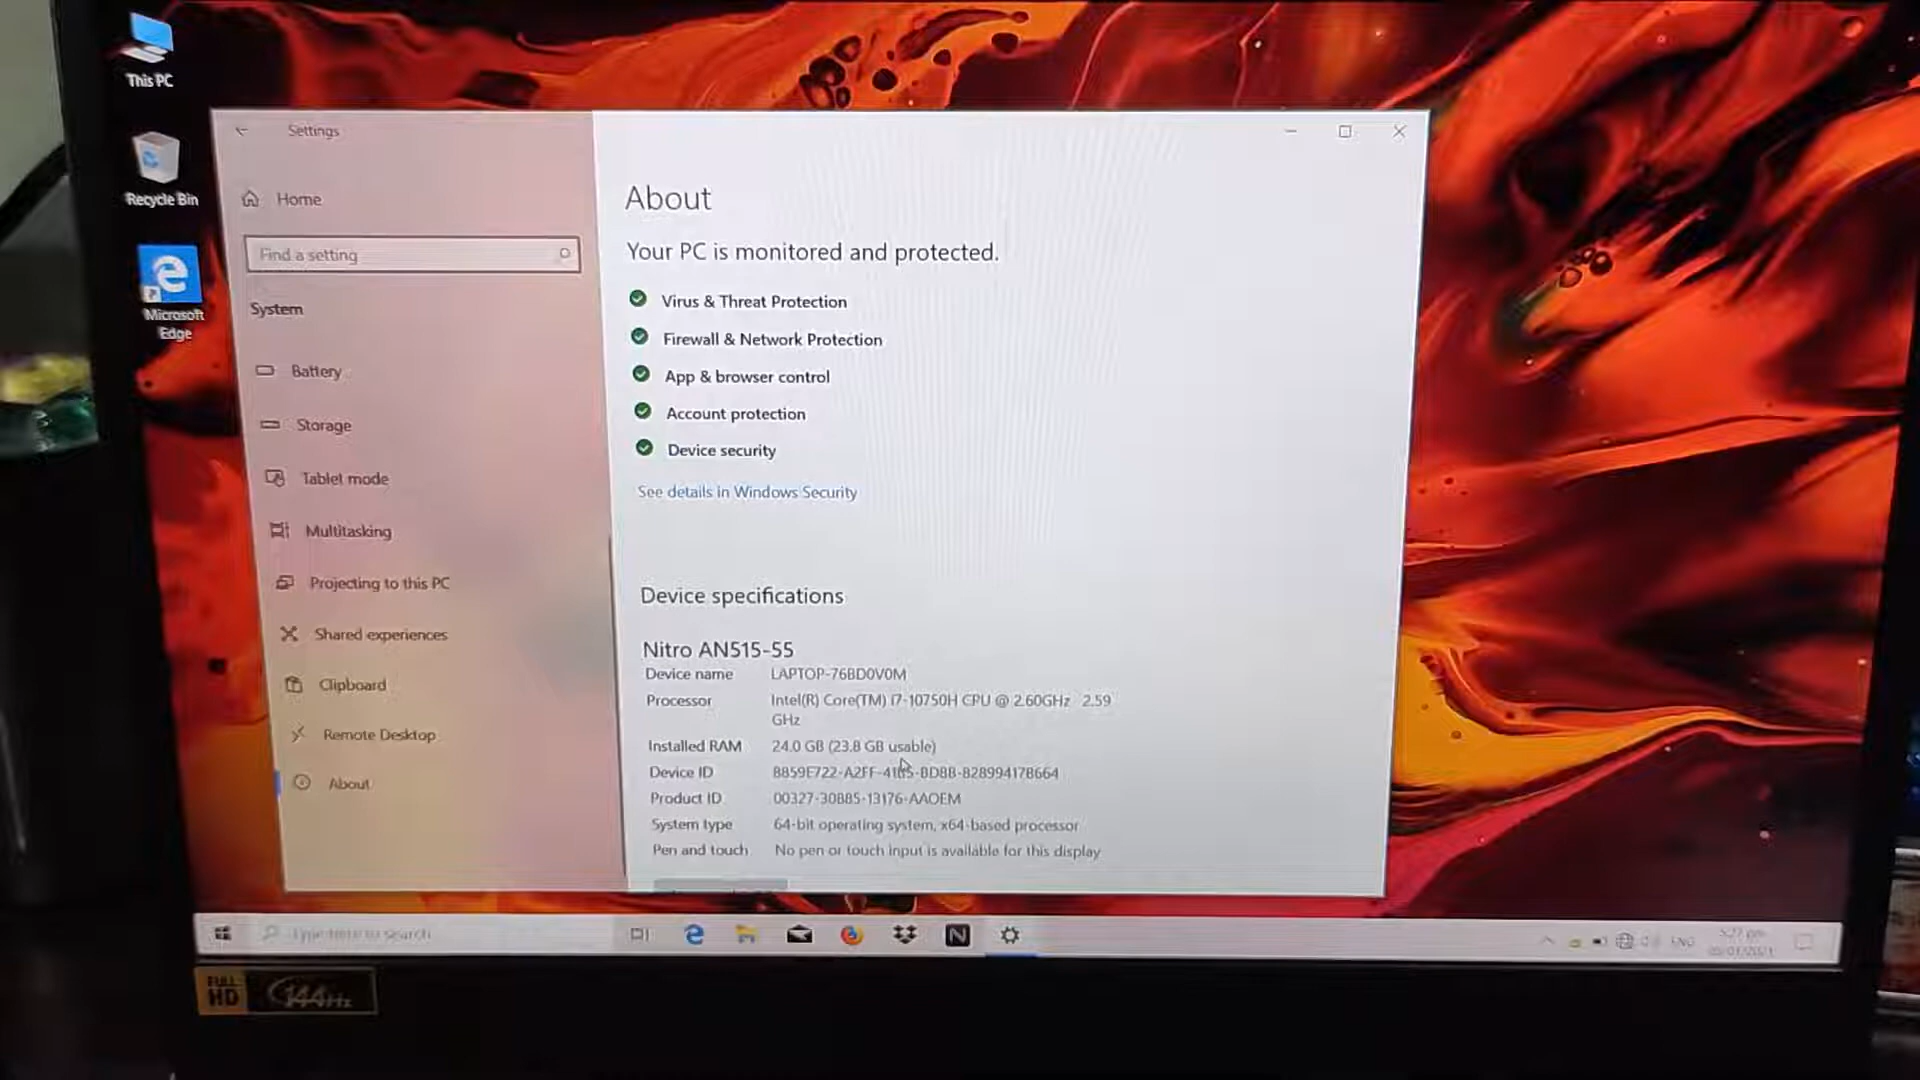 This PC
Recycle Bin
Microsoft
Edge
Settings
Home
Find a setting
System
Battery
Storage
Tablet mode
Multitasking
Projecting to this PC
Shared experiences
Clipboard
Remote Desktop
About
About
Your PC is monitored and protected.
Virus & Threat Protection
Firewall & Network Protection
App & browser control
Account protection
Device security
See details in Windows Security
Device specifications
Nitro AN515-55
Device name LAPTOP-76BD0V0M
Processor Intel(R) Core(TM) i7-10750H CPU @ 2.60GHz 2.59
GHz
Installed RAM 24.0 GB (23.8 GB usable)
Device ID
Product ID 00327-30885-13176-AAOEM
System type 64-bit operating system, x64-based processor
Pen and touch No pen or touch input is available for this display
Type here to search
ENG
FULL
HD
144Hz